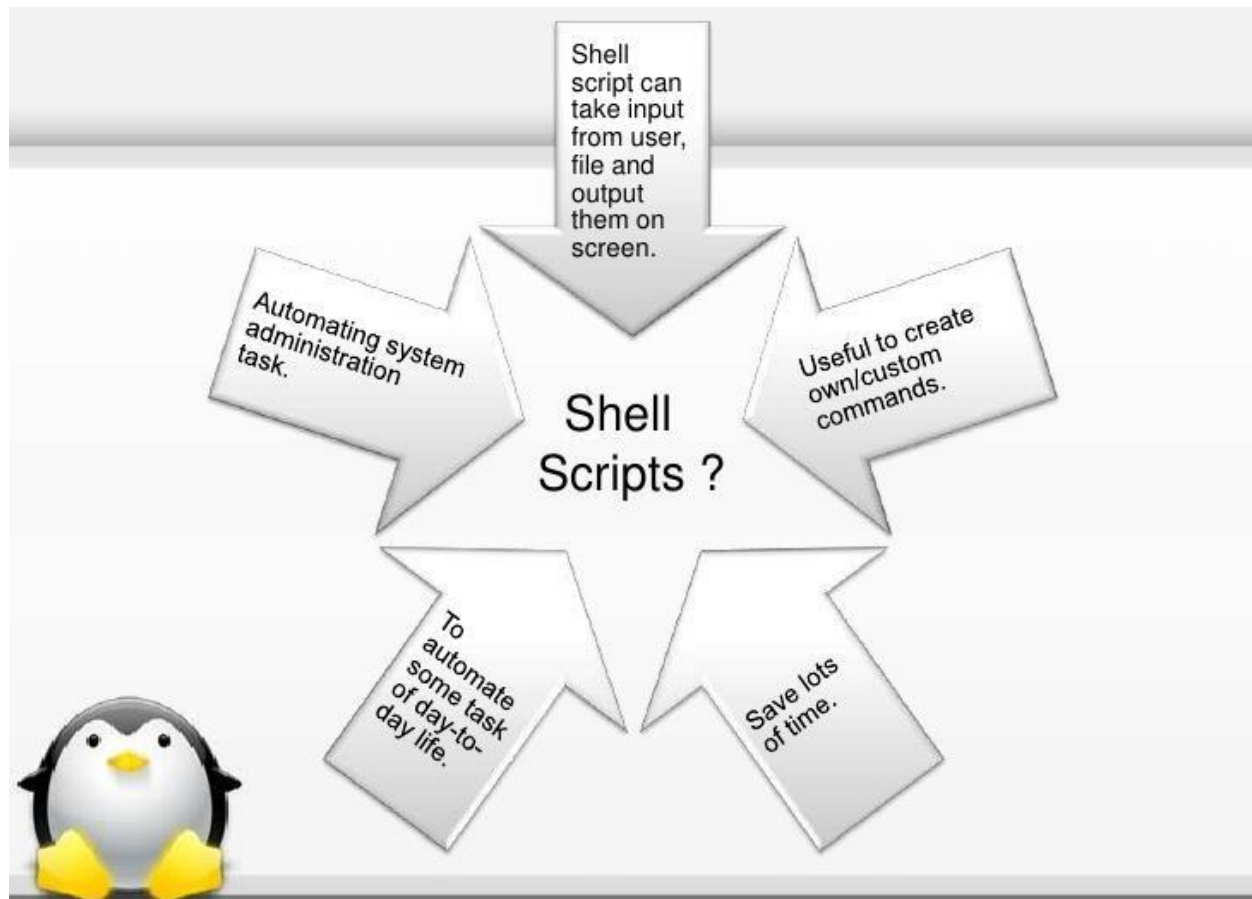 Shell
script can
take input
from user,
file and
output
them on
screen.
Automating system
administration
task.
Useful to create
own/custom
commands.
Shell
Scripts ?
To
automate
some task
of day-to-
day life.
Save lots
of time.